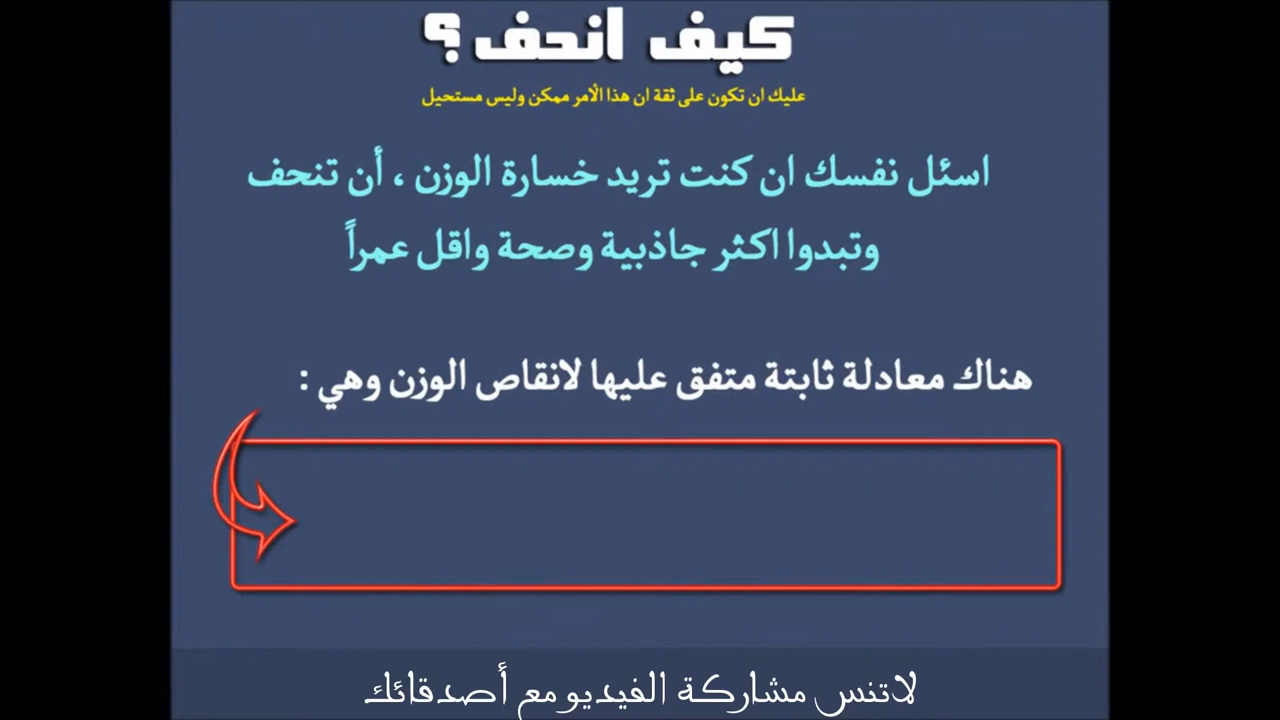 كيف انحف ؟
عليك ان تكون على ثقة ان هذا الأمر ممكن وليس مستحيل
اسئل نفسك ان كنت تريد خسارة الوزن ، أن تنحف
وتبدوا اكثر جاذبية وصحة واقل عمراً
هناك معادلة ثابتة متفق عليها لانقاص الوزن وهي :
لاتنس مشاركة الفيديو مع أصدقائك